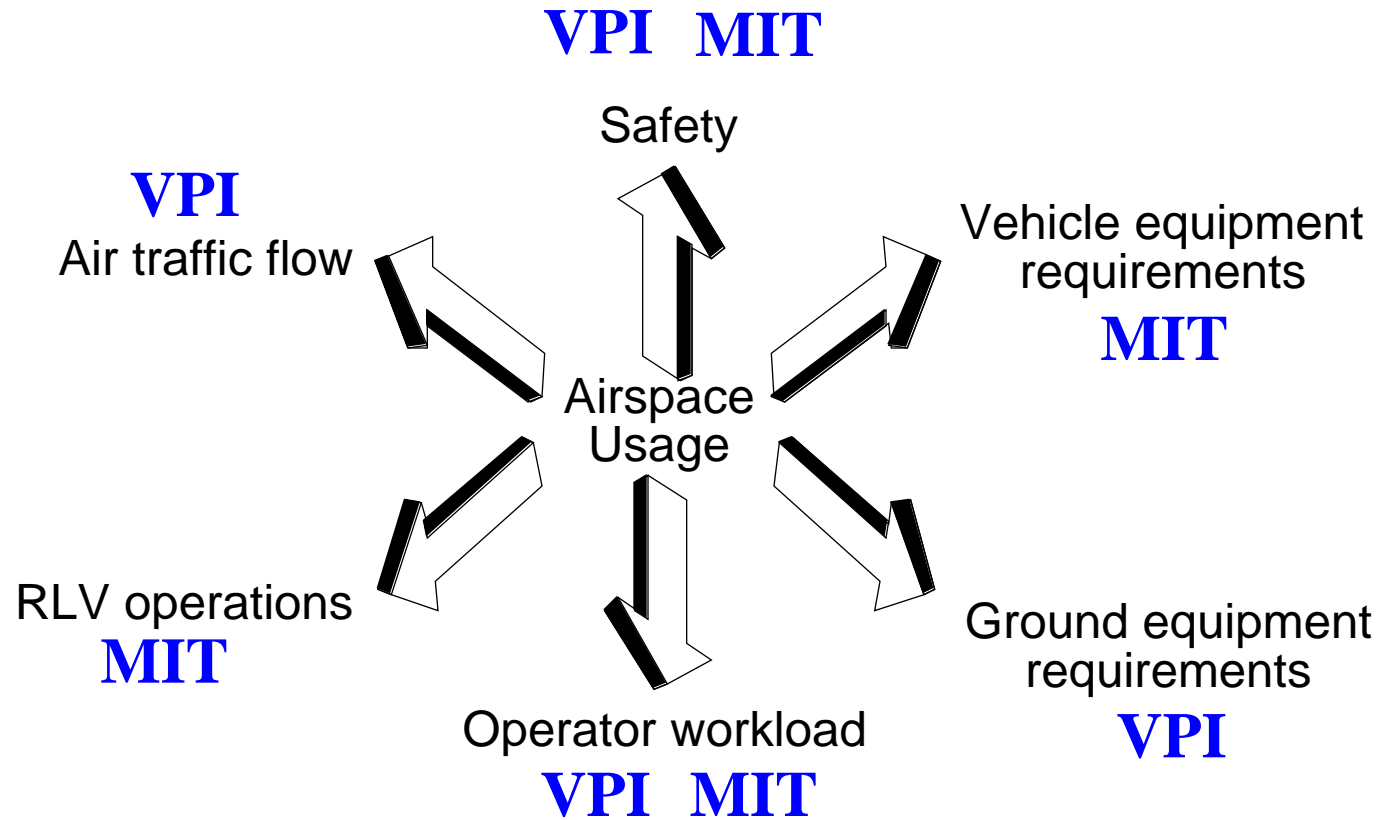 VPI MIT
Safety
VPI
Air traffic flow
Vehicle equipment
requirements
MIT
Airspace
Usage
RLV operations
MIT
Ground equipment
requirements
VPI
Operator workload
VPI MIT